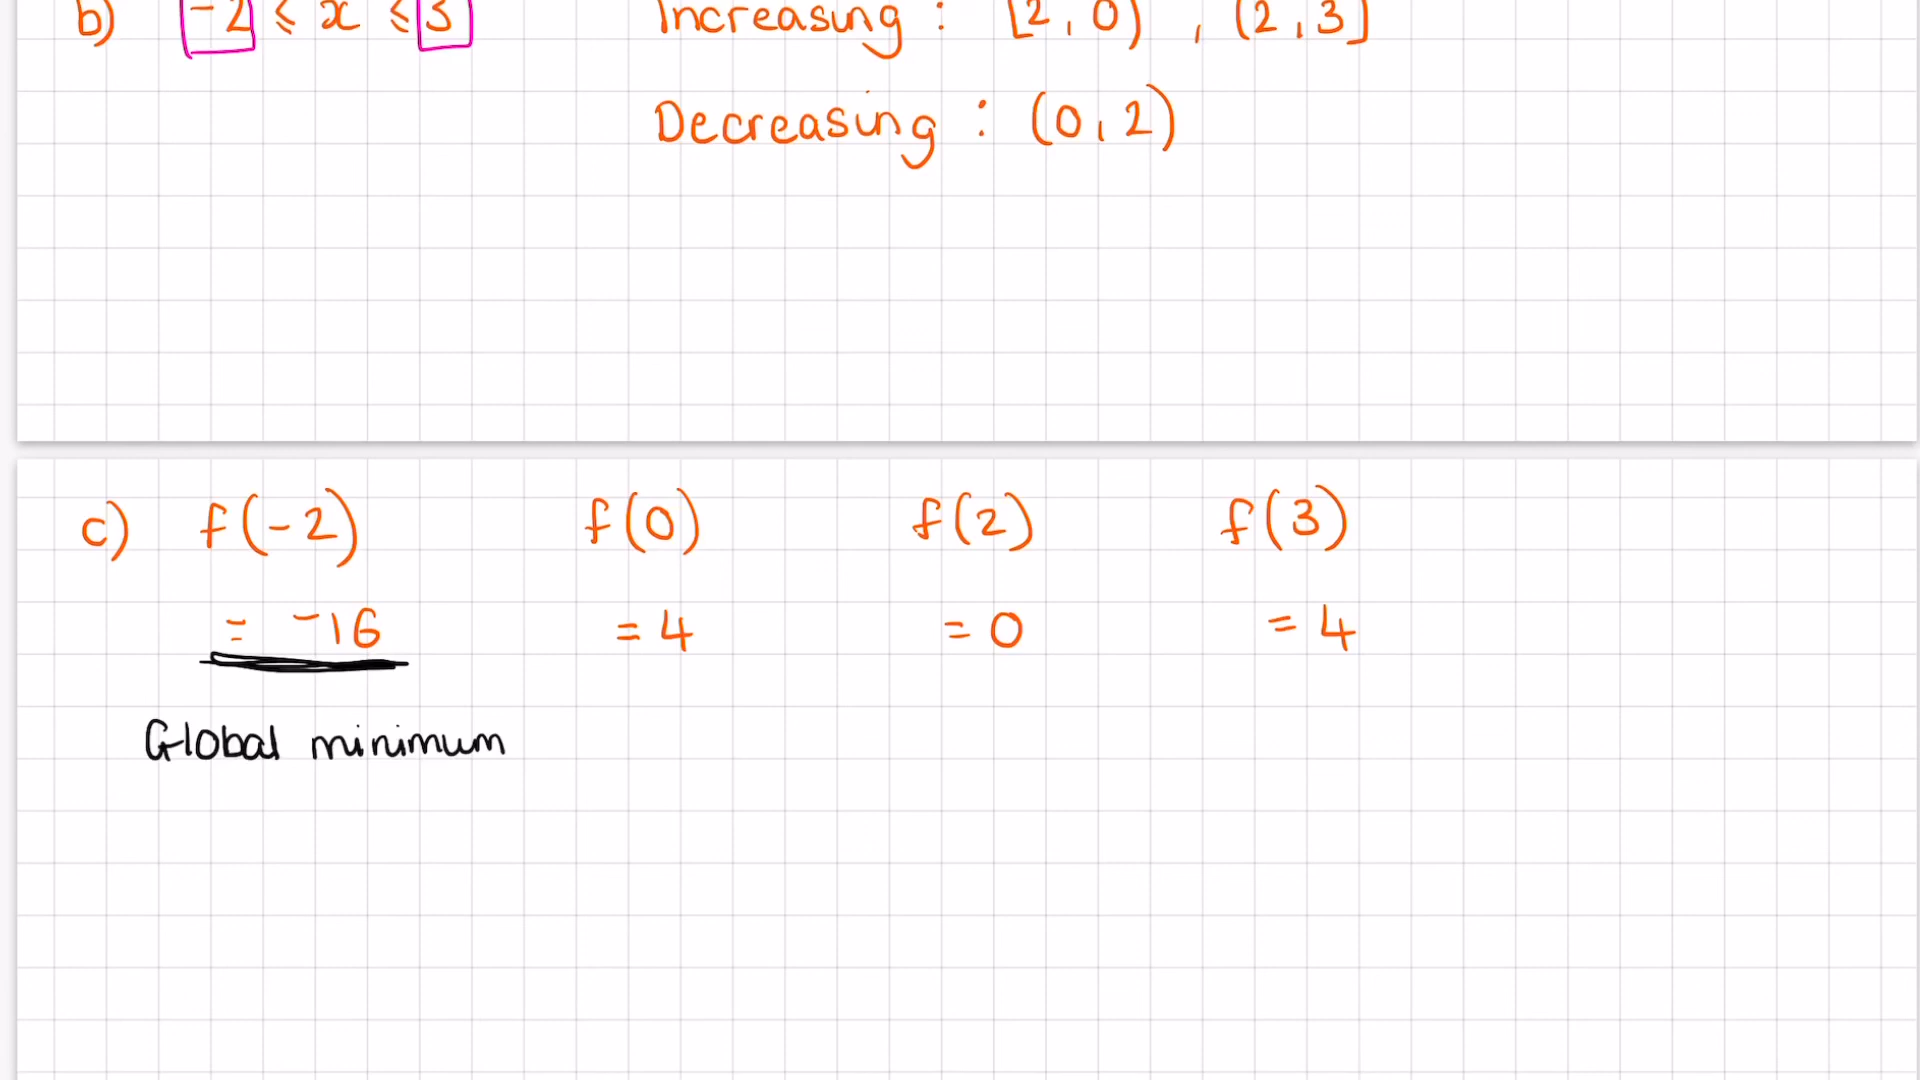 b) -2 ⩽ x ⩽ 3 Increasing : [2, 0) , (2, 3]
Decreasing : (0, 2)
c) f(-2) f(0) f(2) f(3)
= -16 = 4 = 0 = 4
Global minimum